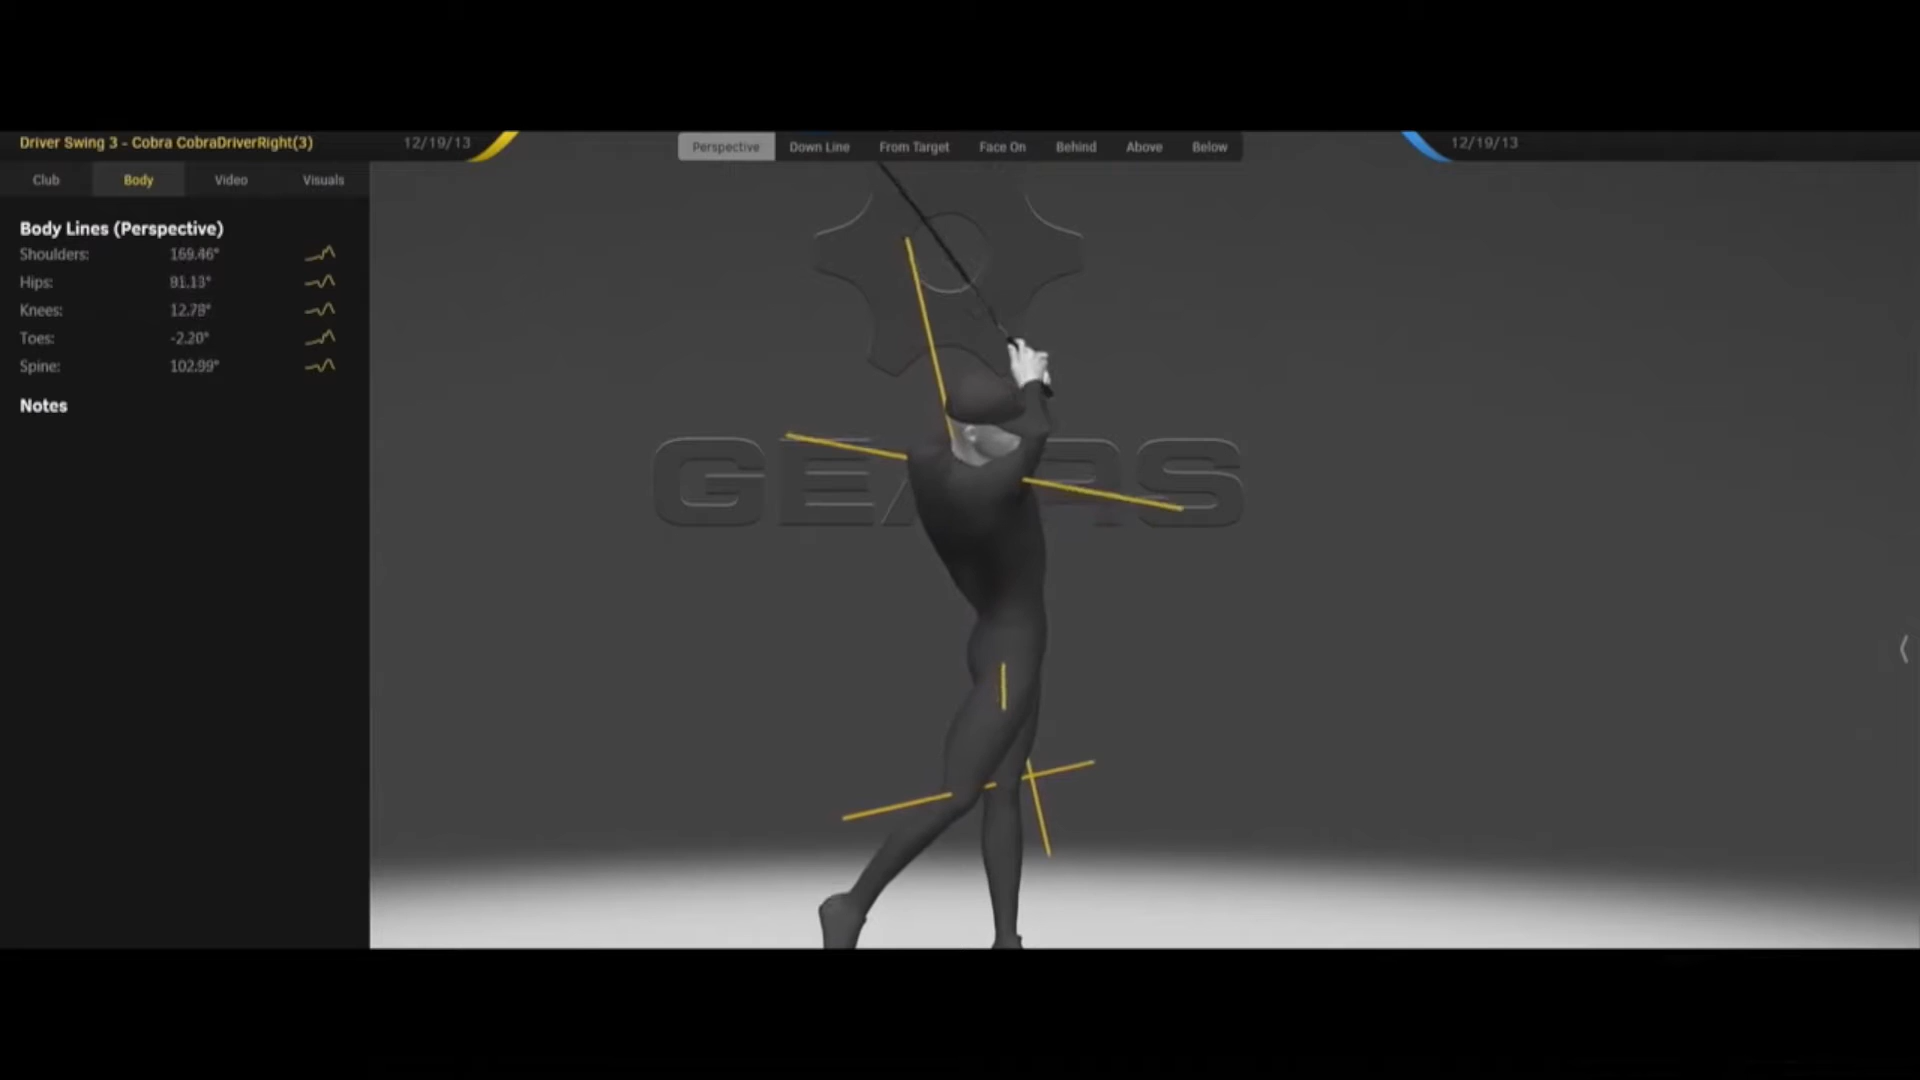 Driver Swing 3 - Cobra CobraDriverRight(3) 12/19/13
Perspective Down Line From Target Face On Behind Above Below
12/19/13
Club Body Video Visuals
Body Lines (Perspective)
Shoulders: 169.46°
Hips: 91.13°
Knees: 12.78°
Toes: -2.20°
Spine: 102.99°
Notes
GEARS